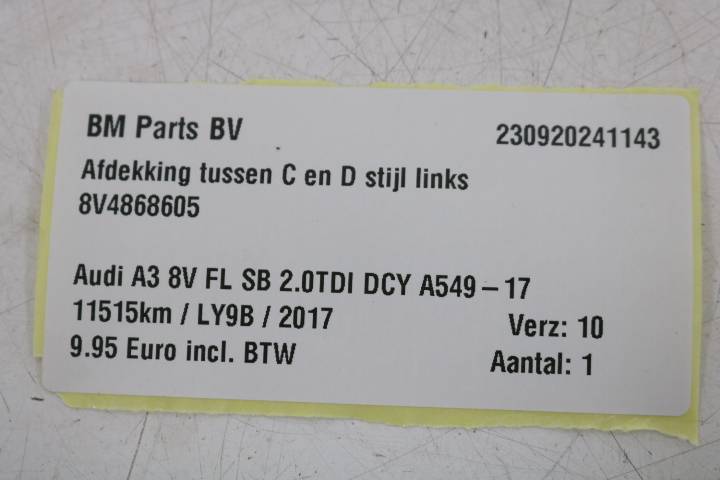 BM Parts BV 230920241143
Afdekking tussen C en D stijl links
8V4868605
Audi A3 8V FL SB 2.0TDI DCY A549-17
11515km / LY9B / 2017 Verz: 10
9.95 Euro incl. BTW Aantal: 1